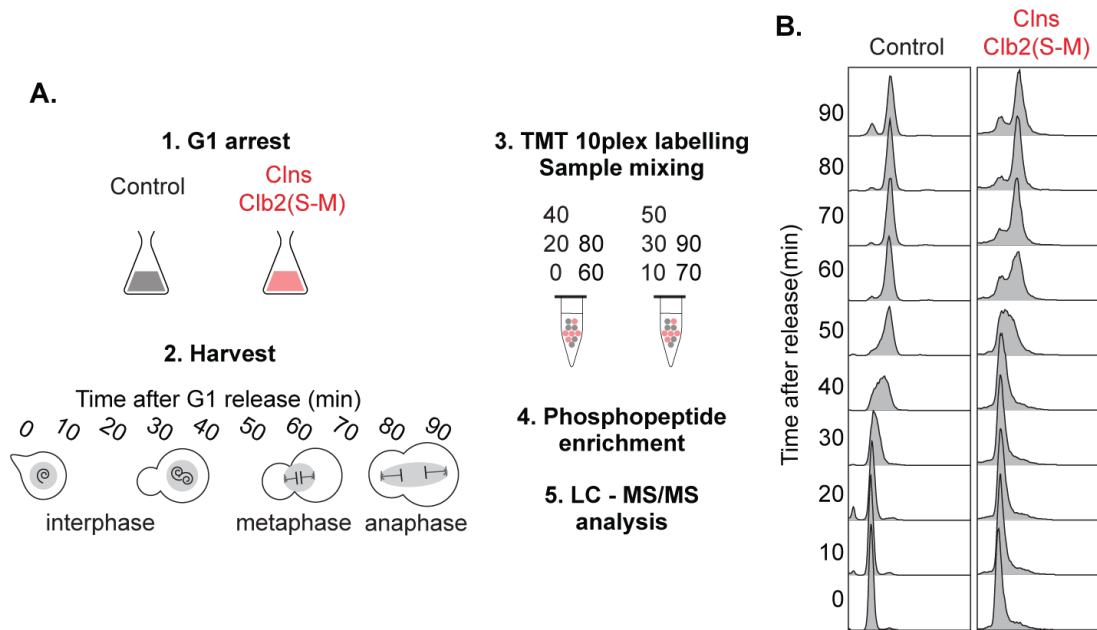 A.
1. G1 arrest
Control
Clns
Clb2(S-M)
2. Harvest
Time after G1 release (min)
0 10 20 30 40 50 60 70 80 90
interphase
metaphase
anaphase
3. TMT 10plex labelling
Sample mixing
40
20 80
0 60
50
30 90
10 70
4. Phosphopeptide
enrichment
5. LC - MS/MS
analysis
B.
Control
Clns
Clb2(S-M)
Time after release(min)
90
80
70
60
50
40
30
20
10
0